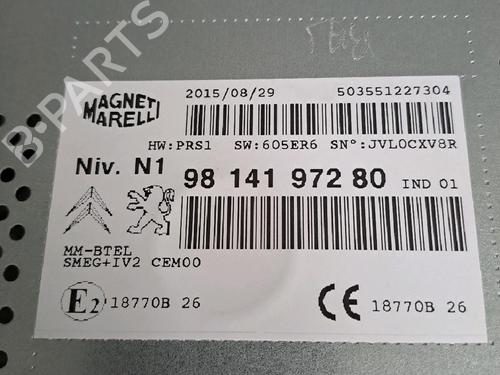 B-PARTS
MAGNETI
MARELLI
2015/08/29 503551227304
HW:PRS1 SW:605ER6 SN°:JVL0CXV8R
Niv. N1 98 141 972 80 IND 01
MM-BTEL
SMEG+IV2 CEM00
E2 18770B 26 CE 18770B 26